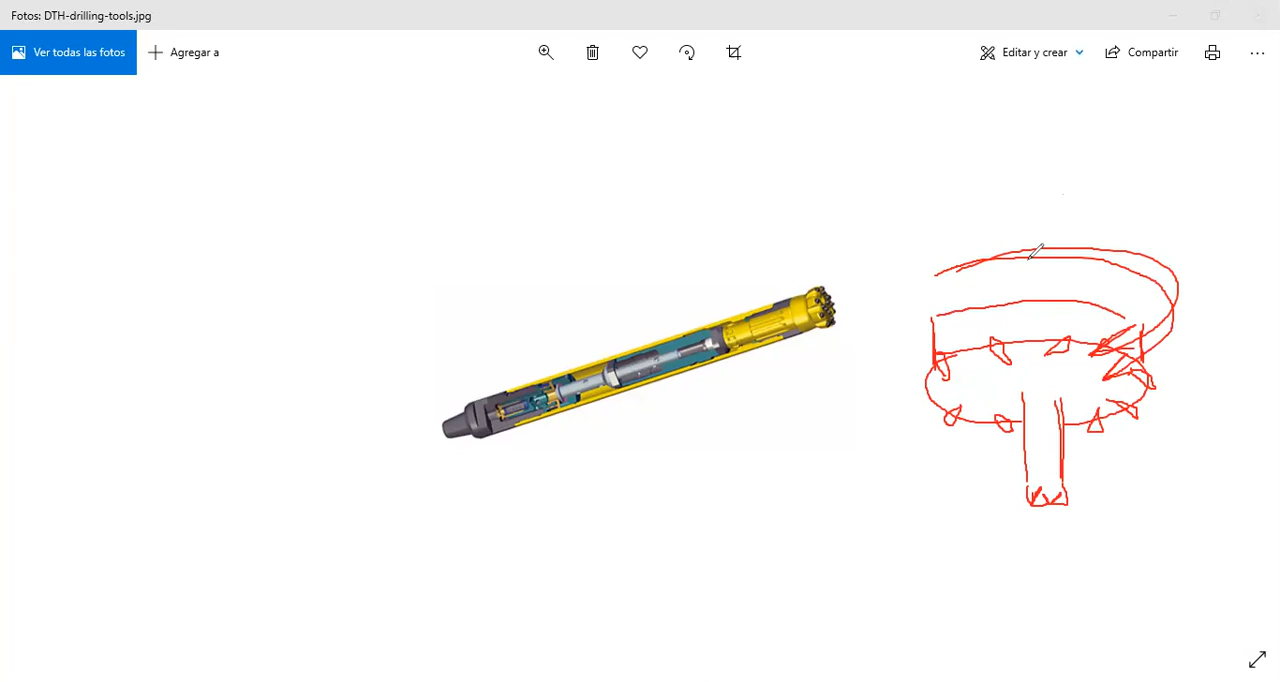 Fotos: DTH-drilling-tools.jpg
Ver todas las fotos
Agregar a
Editar y crear
Compartir